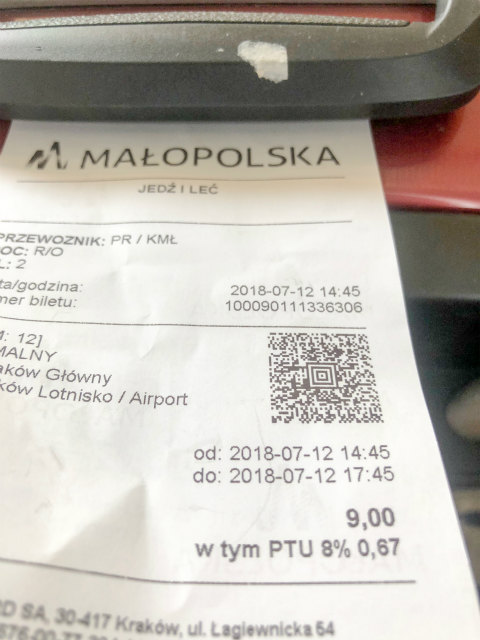 MAŁOPOLSKA
JEDŹ I LEĆ
PRZEWOZNIK: PR / KMŁ
OC: R/O
L: 2
ta/godzina: 2018-07-12 14:45
mer biletu: 100090111336306
: 12]
MALNY
aków Główny
ków Lotnisko / Airport
od: 2018-07-12 14:45
do: 2018-07-12 17:45
9,00
w tym PTU 8% 0,67
RD SA, 30-417 Kraków, ul. Łagiewnicka 54